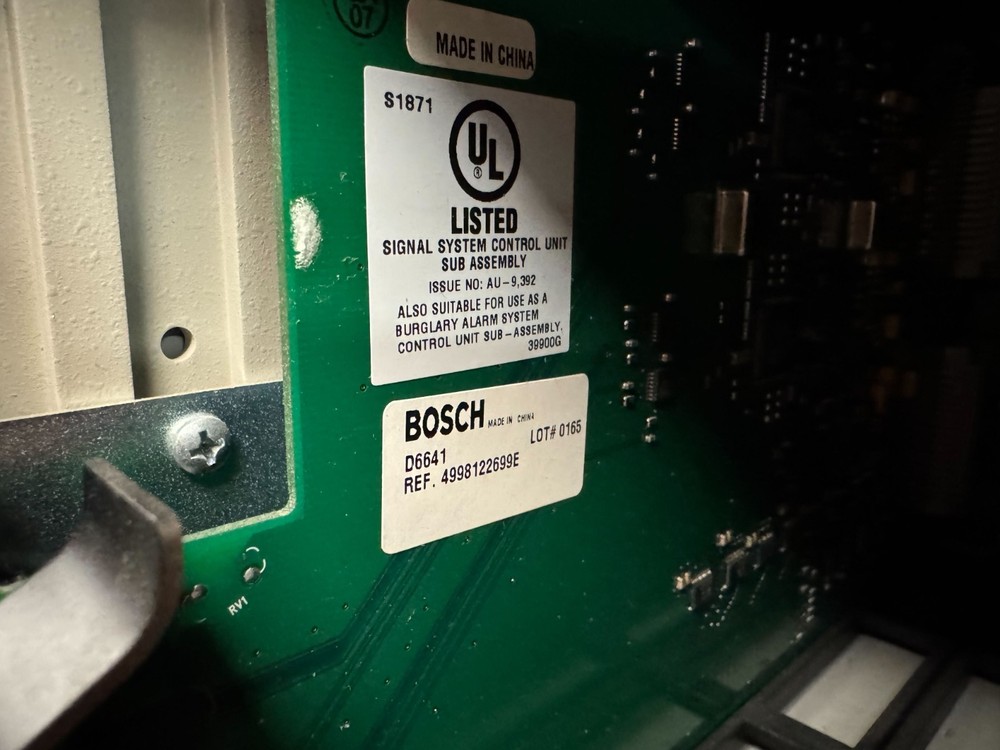 07
MADE IN CHINA
S1871
UL
LISTED
SIGNAL SYSTEM CONTROL UNIT
SUB ASSEMBLY
ISSUE NO: AU-9,392
ALSO SUITABLE FOR USE AS A
BURGLARY ALARM SYSTEM
CONTROL UNIT SUB-ASSEMBLY.
39900G
BOSCH MADE IN CHINA
LOT# 0165
D6641
REF. 4998122699E
RV1